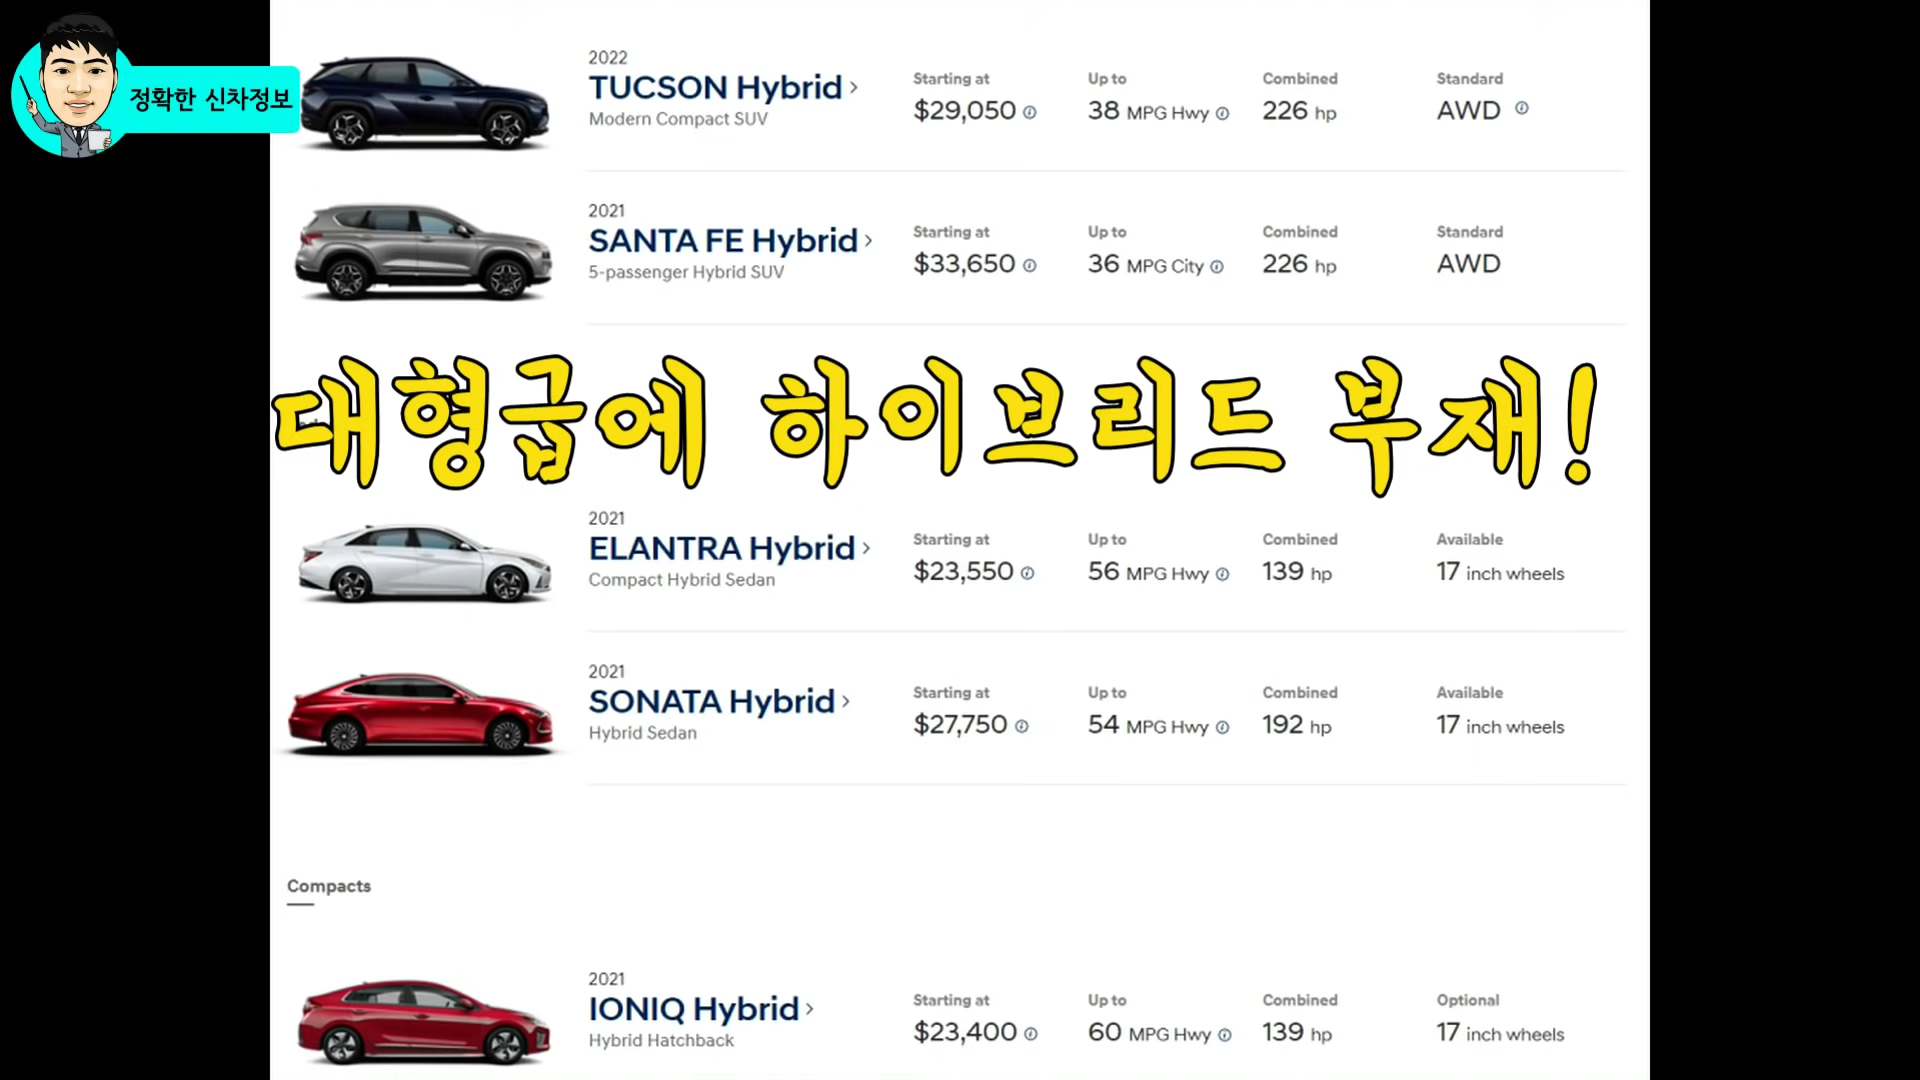 정확한 신차정보
2022
TUCSON Hybrid
Modern Compact SUV
Starting at
$29,050
Up to
38 MPG Hwy
Combined
226 hp
Standard
AWD
2021
SANTA FE Hybrid
5-passenger Hybrid SUV
Starting at
$33,650
Up to
36 MPG City
Combined
226 hp
Standard
AWD
대형급에 하이브리드 부재!
2021
ELANTRA Hybrid
Compact Hybrid Sedan
Starting at
$23,550
Up to
56 MPG Hwy
Combined
139 hp
Available
17 inch wheels
2021
SONATA Hybrid
Hybrid Sedan
Starting at
$27,750
Up to
54 MPG Hwy
Combined
192 hp
Available
17 inch wheels
Compacts
2021
IONIQ Hybrid
Hybrid Hatchback
Starting at
$23,400
Up to
60 MPG Hwy
Combined
139 hp
Optional
17 inch wheels